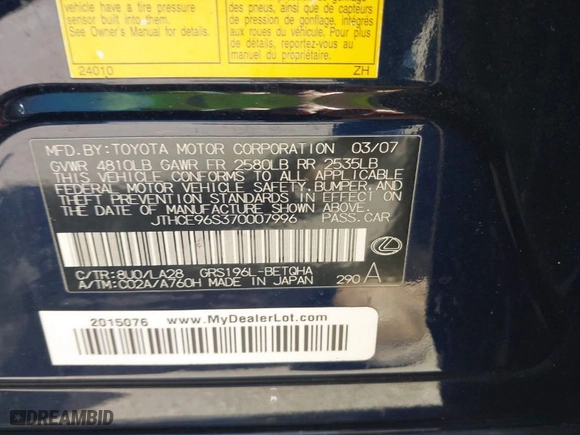 vehicle have a tire pressure
sensor built into them.
See Owner's Manual for details.
24010
des pneus, ainsi que de capteurs
de pression de gonflage, intégrés
aux roues du véhicule. Pour plus
de détails, reportez-vous au manuel
du propriétaire.
ZH
MFD.BY:TOYOTA MOTOR CORPORATION 03/07
GVWR 4810LB GAWR FR 2580LB RR 2535LB
THIS VEHICLE CONFORMS TO ALL APPLICABLE
FEDERAL MOTOR VEHICLE SAFETY, BUMPER, AND
THEFT PREVENTION STANDARDS IN EFFECT ON
THE DATE OF MANUFACTURE SHOWN ABOVE.
JTHCE96S370007996 PASS.CAR
C/TR:8U0/LA28 GRS196L-BETQHA
A/TM:C02A/A760H MADE IN JAPAN 290 A
2015076 www.MyDealerLot.com
MyDealerLot
DREAMBID